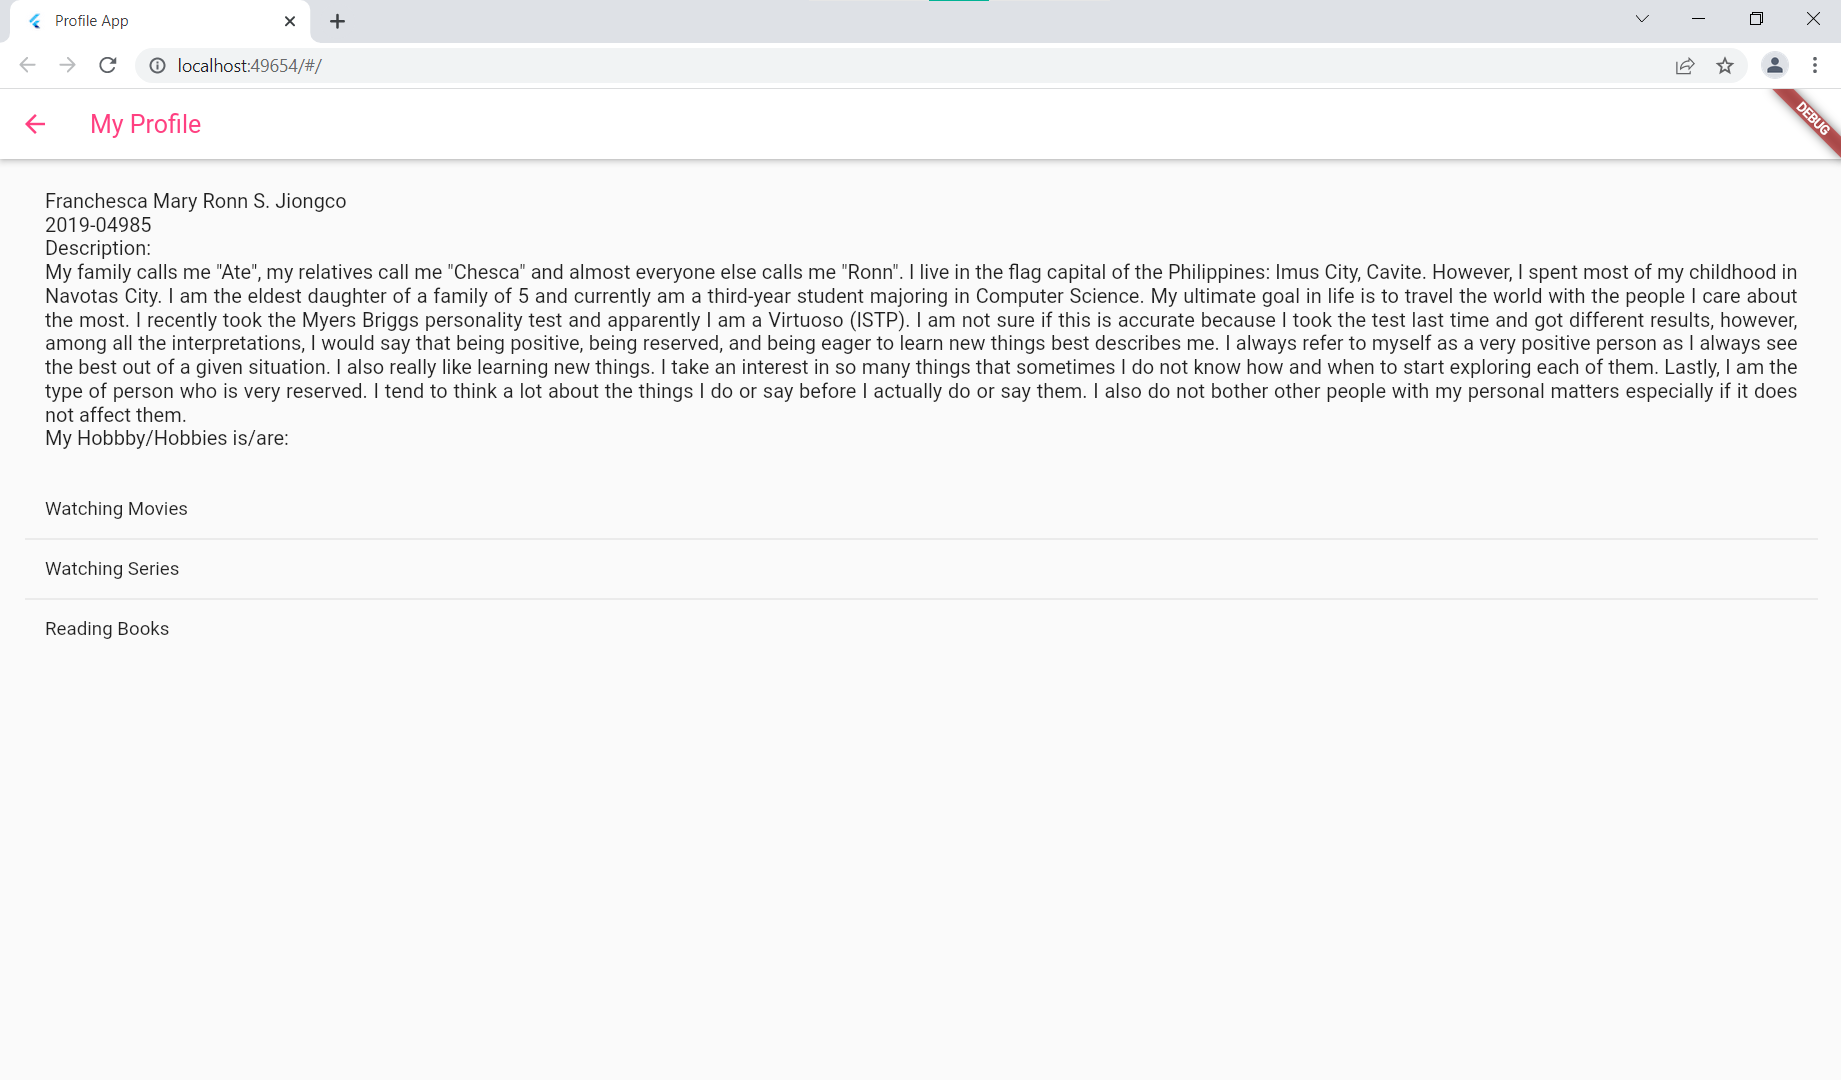 Profile App
localhost:49654/#/
My Profile
DEBUG
Franchesca Mary Ronn S. Jiongco
2019-04985
Description:
My family calls me "Ate", my relatives call me "Chesca" and almost everyone else calls me "Ronn". I live in the flag capital of the Philippines: Imus City, Cavite. However, I spent most of my childhood in
Navotas City. I am the eldest daughter of a family of 5 and currently am a third-year student majoring in Computer Science. My ultimate goal in life is to travel the world with the people I care about
the most. I recently took the Myers Briggs personality test and apparently I am a Virtuoso (ISTP). I am not sure if this is accurate because I took the test last time and got different results, however,
among all the interpretations, I would say that being positive, being reserved, and being eager to learn new things best describes me. I always refer to myself as a very positive person as I always see
the best out of a given situation. I also really like learning new things. I take an interest in so many things that sometimes I do not know how and when to start exploring each of them. Lastly, I am the
type of person who is very reserved. I tend to think a lot about the things I do or say before I actually do or say them. I also do not bother other people with my personal matters especially if it does
not affect them.
My Hobbby/Hobbies is/are:
Watching Movies
Watching Series
Reading Books